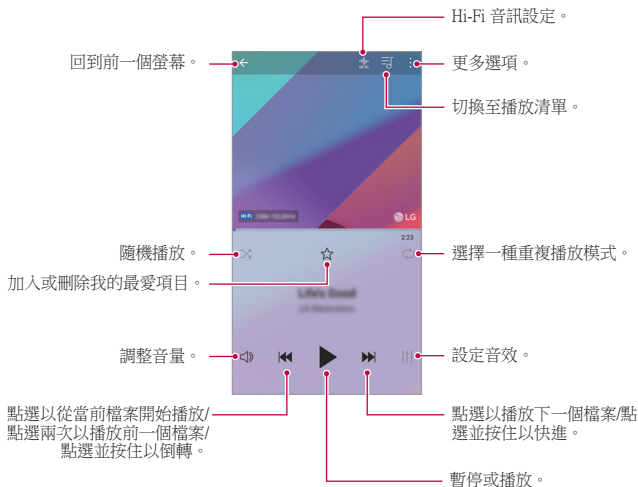 Hi-Fi 音訊設定。
回到前一個螢幕。
更多選項。
切換至播放清單。
LG
2:23
隨機播放。
選擇一種重複播放模式。
加入或刪除我的最愛項目。
Life's Good
LG Electronics
調整音量。
設定音效。
點選以從當前檔案開始播放/
點選兩次以播放前一個檔案/
點選並按住以倒轉。
點選以播放下一個檔案/點
選並按住以快進。
暫停或播放。